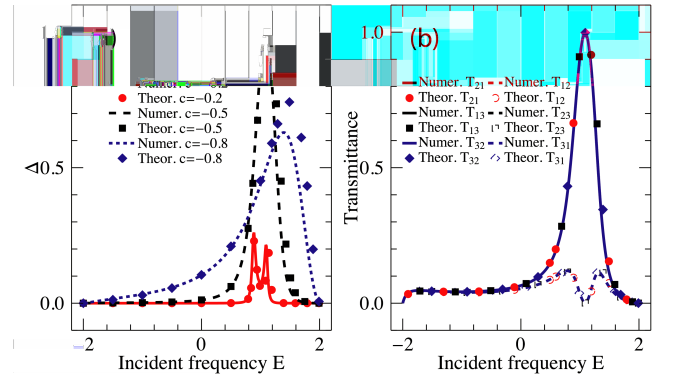 )
(b)
1.0
Theor. c=−0.2
Numer. c=−0.5
Theor. c=−0.5
Numer. c=−0.8
Theor. c=−0.8
Δ
0.5
0.0
−2
0
2
Incident frequency E
Numer. T21
Theor. T21
Numer. T13
Theor. T13
Numer. T32
Theor. T32
Numer. T12
Theor. T12
Numer. T23
Theor. T23
Numer. T31
Theor. T31
Transmittance
0.5
0.0
−2
0
2
Incident frequency E